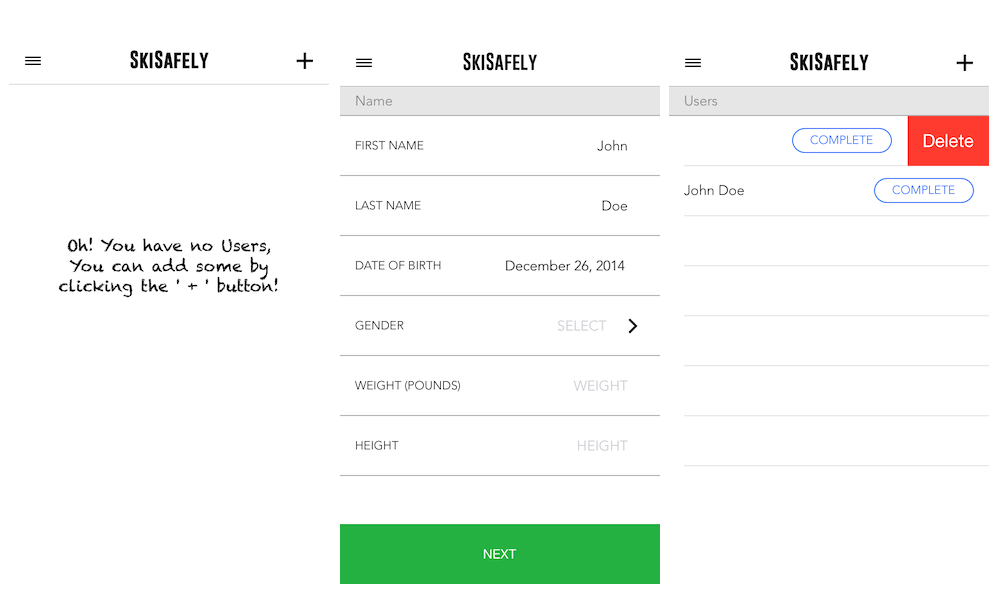 SKISAFELY
Oh! You have no Users,
You can add some by
clicking the ' + ' button!
SKISAFELY
Name
FIRST NAME John
LAST NAME Doe
DATE OF BIRTH December 26, 2014
GENDER SELECT
WEIGHT (POUNDS) WEIGHT
HEIGHT HEIGHT
NEXT
SKISAFELY
Users
COMPLETE Delete
John Doe COMPLETE